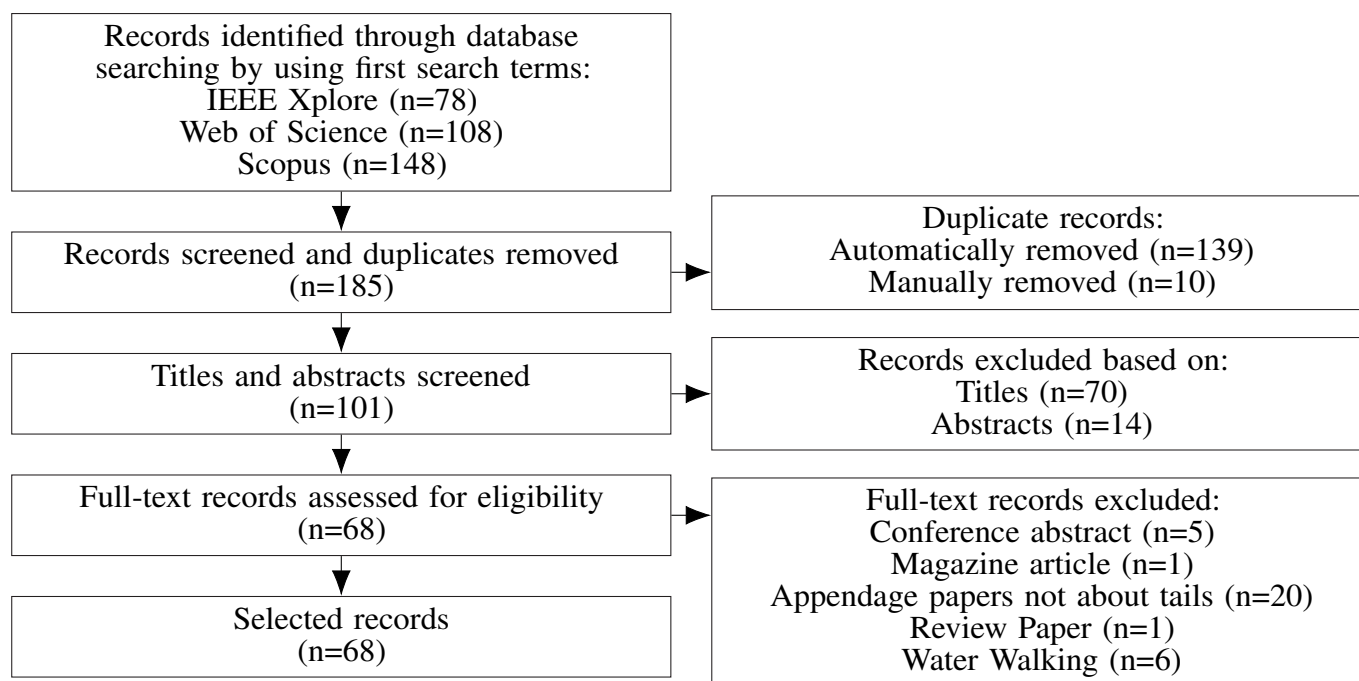 Records identified through database
searching by using first search terms:
IEEE Xplore (n=78)
Web of Science (n=108)
Scopus (n=148)
Records screened and duplicates removed
(n=185)
Duplicate records:
Automatically removed (n=139)
Manually removed (n=10)
Titles and abstracts screened
(n=101)
Records excluded based on:
Titles (n=70)
Abstracts (n=14)
Full-text records assessed for eligibility
(n=68)
Full-text records excluded:
Conference abstract (n=5)
Magazine article (n=1)
Appendage papers not about tails (n=20)
Review Paper (n=1)
Water Walking (n=6)
Selected records
(n=68)